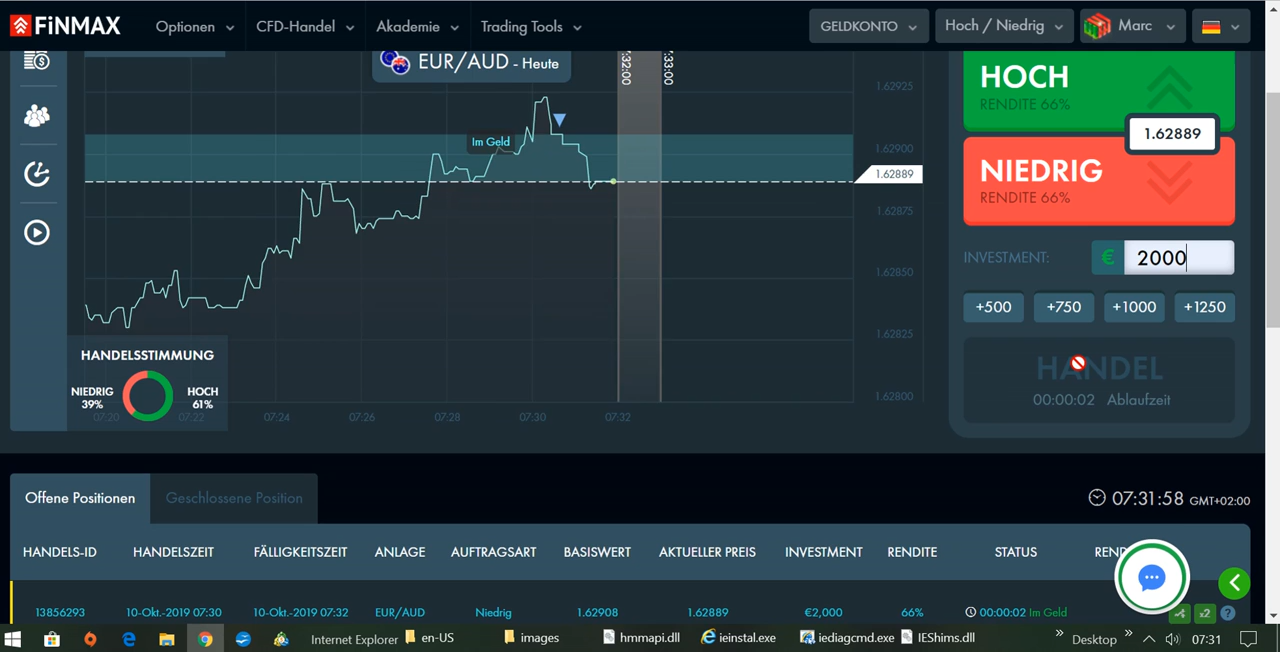 FiNMAX
Optionen
CFD-Handel
Akademie
Trading Tools
GELDKONTO
Hoch / Niedrig
Marc
EUR/AUD - Heute
32:00
33:00
Im Geld
1.62925
1.62900
1.62889
1.62875
1.62850
1.62825
1.62800
HANDELSSTIMMUNG
NIEDRIG
39%
HOCH
61%
07:20
07:22
07:24
07:26
07:28
07:30
07:32
HOCH
RENDITE 66%
1.62889
NIEDRIG
RENDITE 66%
INVESTMENT:
€
2000
+500
+750
+1000
+1250
HANDEL
00:00:02 Ablaufzeit
Offene Positionen
Geschlossene Position
07:31:58 GMT+02:00
HANDELS-ID
HANDELSZEIT
FÄLLIGKEITSZEIT
ANLAGE
AUFTRAGSART
BASISWERT
AKTUELLER PREIS
INVESTMENT
RENDITE
STATUS
13856293
10-Okt.-2019 07:30
10-Okt.-2019 07:32
EUR/AUD
Niedrig
1.62908
1.62889
€2,000
66%
00:00:02 Im Geld
x2
?
Internet Explorer
en-US
images
hmmapi.dll
ieinstal.exe
iediagcmd.exe
IEShims.dll
Desktop
07:31